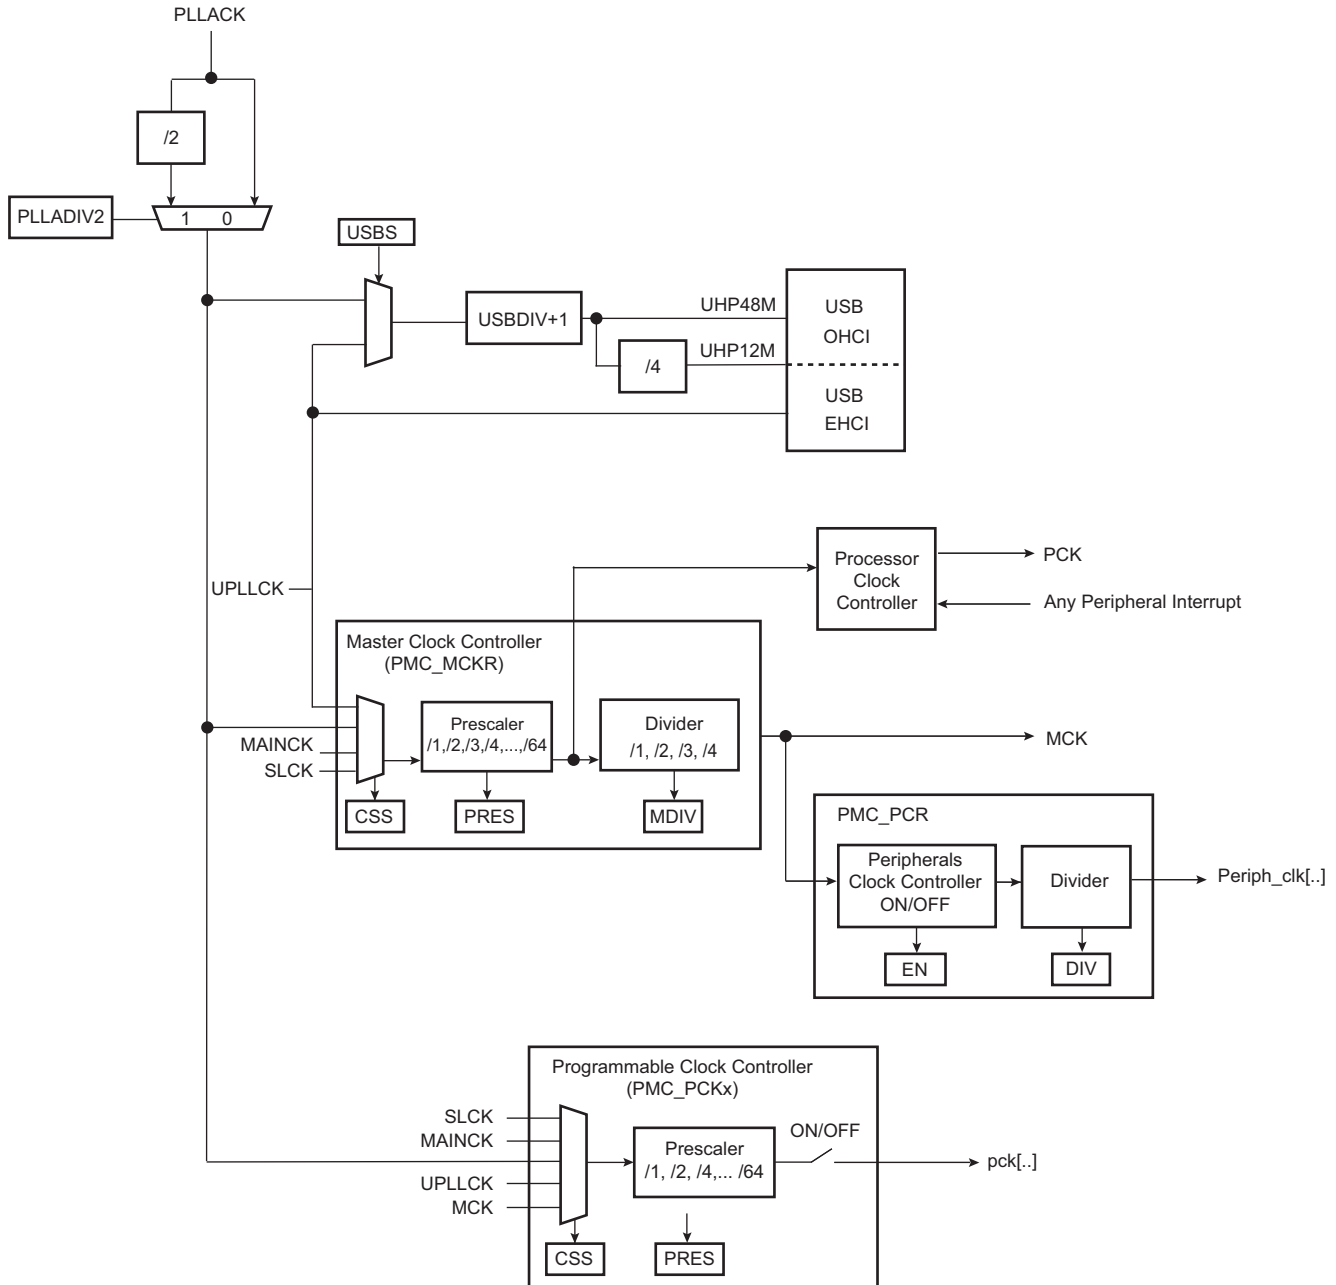 PLLACK
/2
PLLADIV2
1 0
USBS
USBDIV+1
UHP48M
/4
UHP12M
USB
OHCI
USB
EHCI
UPLLCK
Processor
Clock
Controller
PCK
Any Peripheral Interrupt
Master Clock Controller
(PMC_MCKR)
MAINCK
SLCK
Prescaler
/1,/2,/3,/4,...,/64
Divider
/1, /2, /3, /4
CSS
PRES
MDIV
MCK
PMC_PCR
Peripherals
Clock Controller
ON/OFF
Divider
Periph_clk[..]
EN
DIV
Programmable Clock Controller
(PMC_PCKx)
SLCK
MAINCK
UPLLCK
MCK
Prescaler
/1, /2, /4,... /64
ON/OFF
pck[..]
CSS
PRES